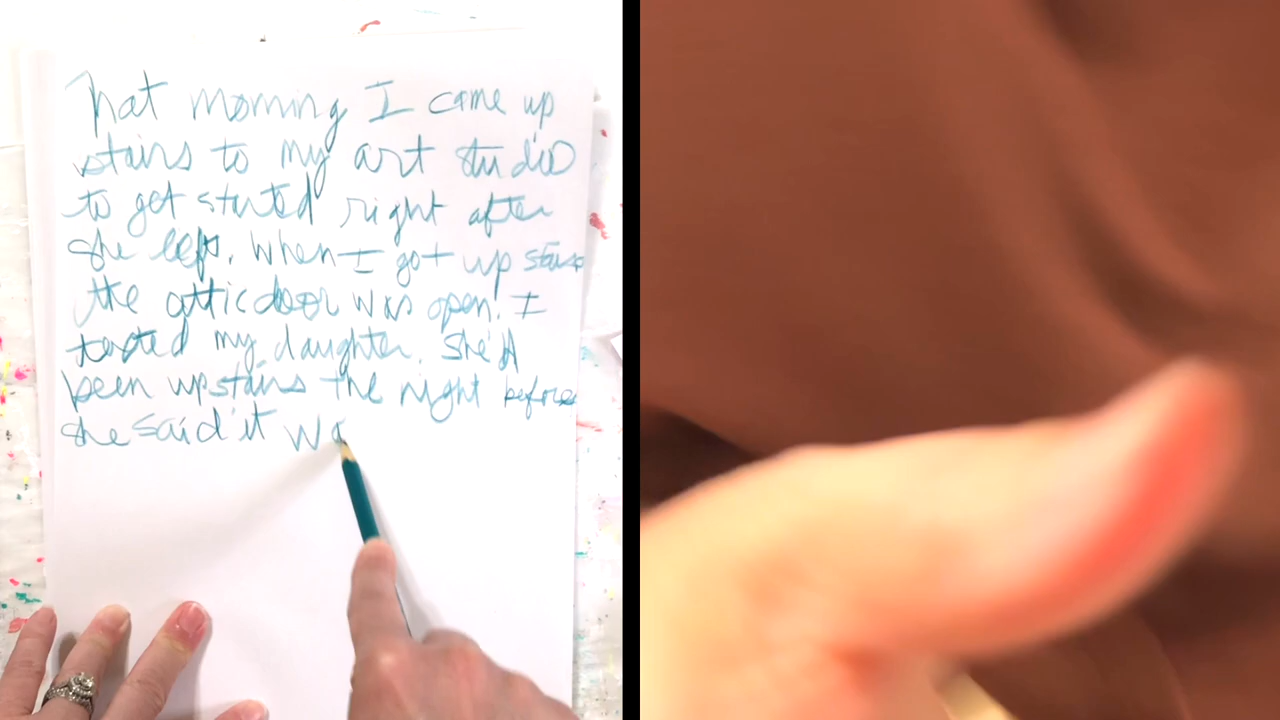 That morning I came up
stairs to my art studio
to get started right after
she left. When I got up stairs
the attic door was open. I
texted my daughter. She'd
been upstairs the night before
she said it wa